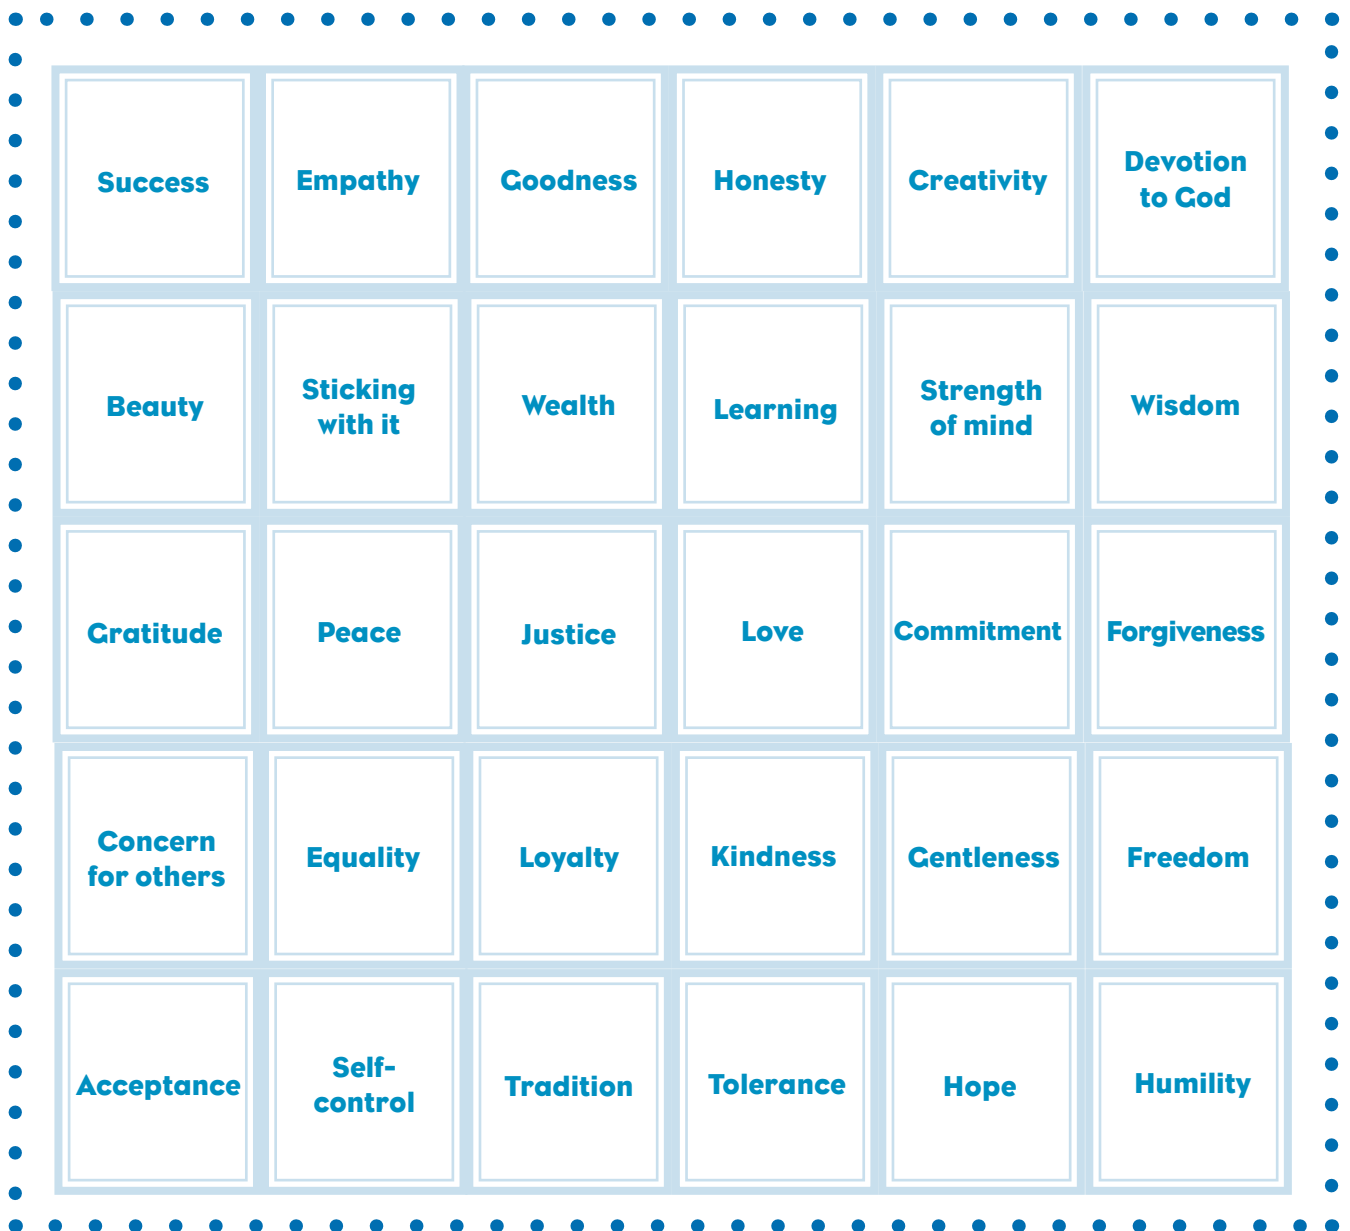 Success
Empathy
Goodness
Honesty
Creativity
Devotion
to God
Beauty
Sticking
with it
Wealth
Learning
Strength
of mind
Wisdom
Gratitude
Peace
Justice
Love
Commitment
Forgiveness
Concern
for others
Equality
Loyalty
Kindness
Gentleness
Freedom
Acceptance
Self-
control
Tradition
Tolerance
Hope
Humility